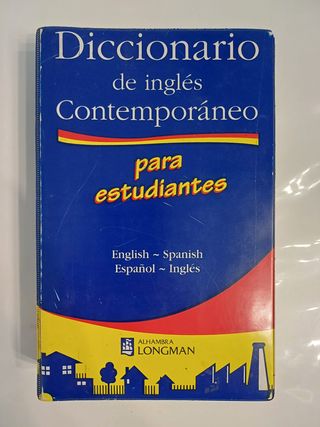 Diccionario
de inglés
Contemporáneo
para
estudiantes
English ~ Spanish
Español ~ Inglés
ALHAMBRA
LONGMAN